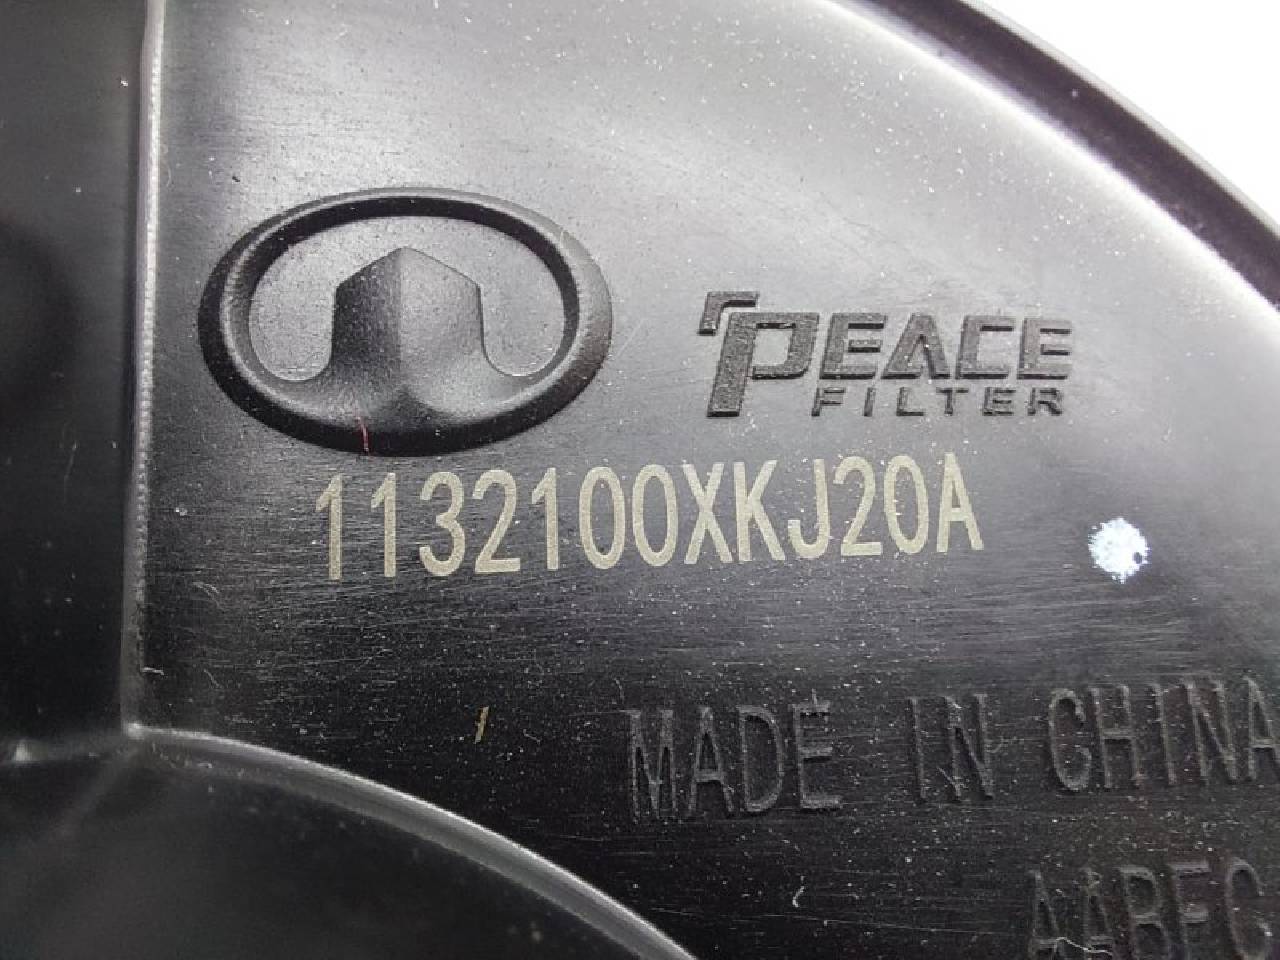 PEACE
FILTER
1132100XKJ20A
MADE IN CHINA